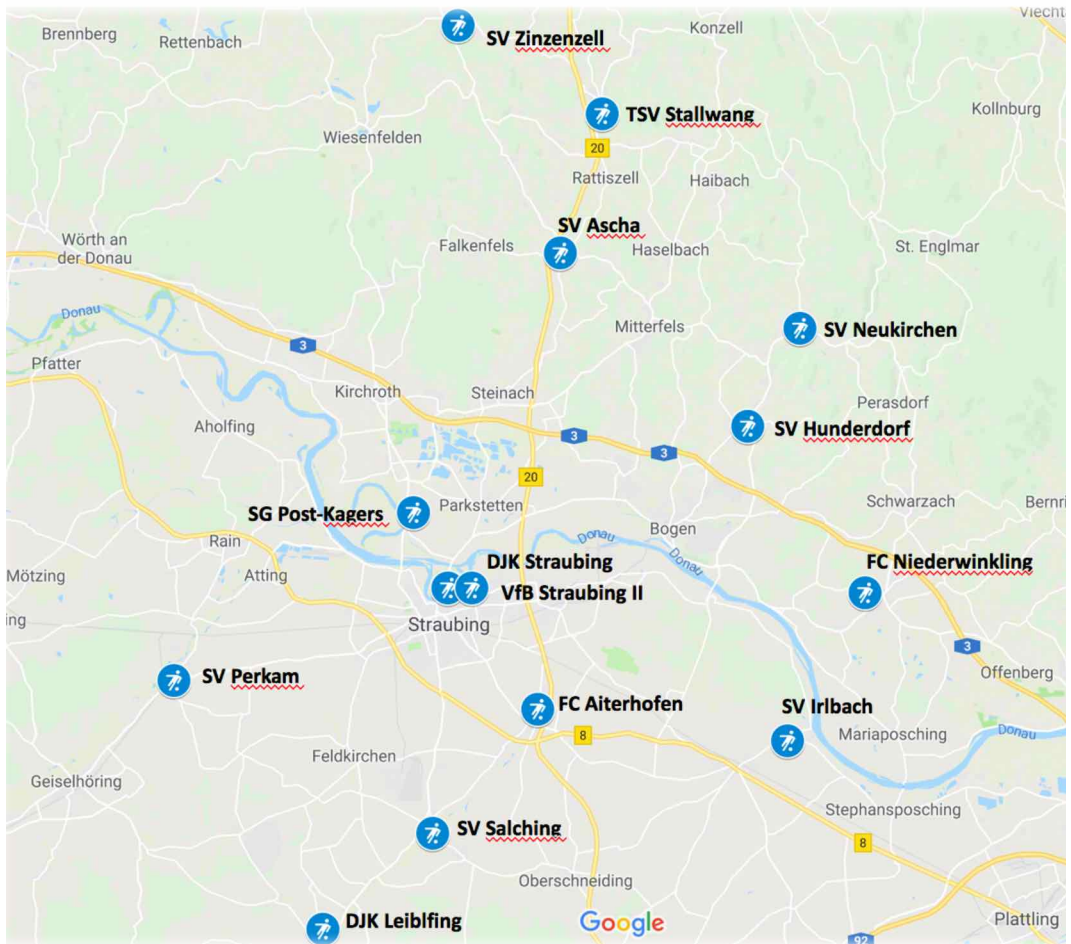 Viechta
Brennberg
Rettenbach
SV Zinzenzell
Konzell
TSV Stallwang
Kollnburg
Wiesenfelden
20
Rattiszell
Haibach
SV Ascha
Wörth an
der Donau
Falkenfels
Haselbach
St. Englmar
Donau
Mitterfels
SV Neukirchen
3
Pfatter
Kirchroth
Steinach
Perasdorf
Aholfing
SV Hunderdorf
3
3
20
SG Post-Kagers
Parkstetten
Schwarzach
Bernri
Bogen
Rain
Donau
Donau
DJK Straubing
FC Niederwinkling
Mötzing
Atting
VfB Straubing II
ing
Straubing
3
Offenberg
SV Perkam
FC Aiterhofen
SV Irlbach
8
Mariaposching
Donau
Feldkirchen
Geiselhöring
Stephansposching
SV Salching
8
Oberschneiding
DJK Leiblfing
Google
Plattling
92